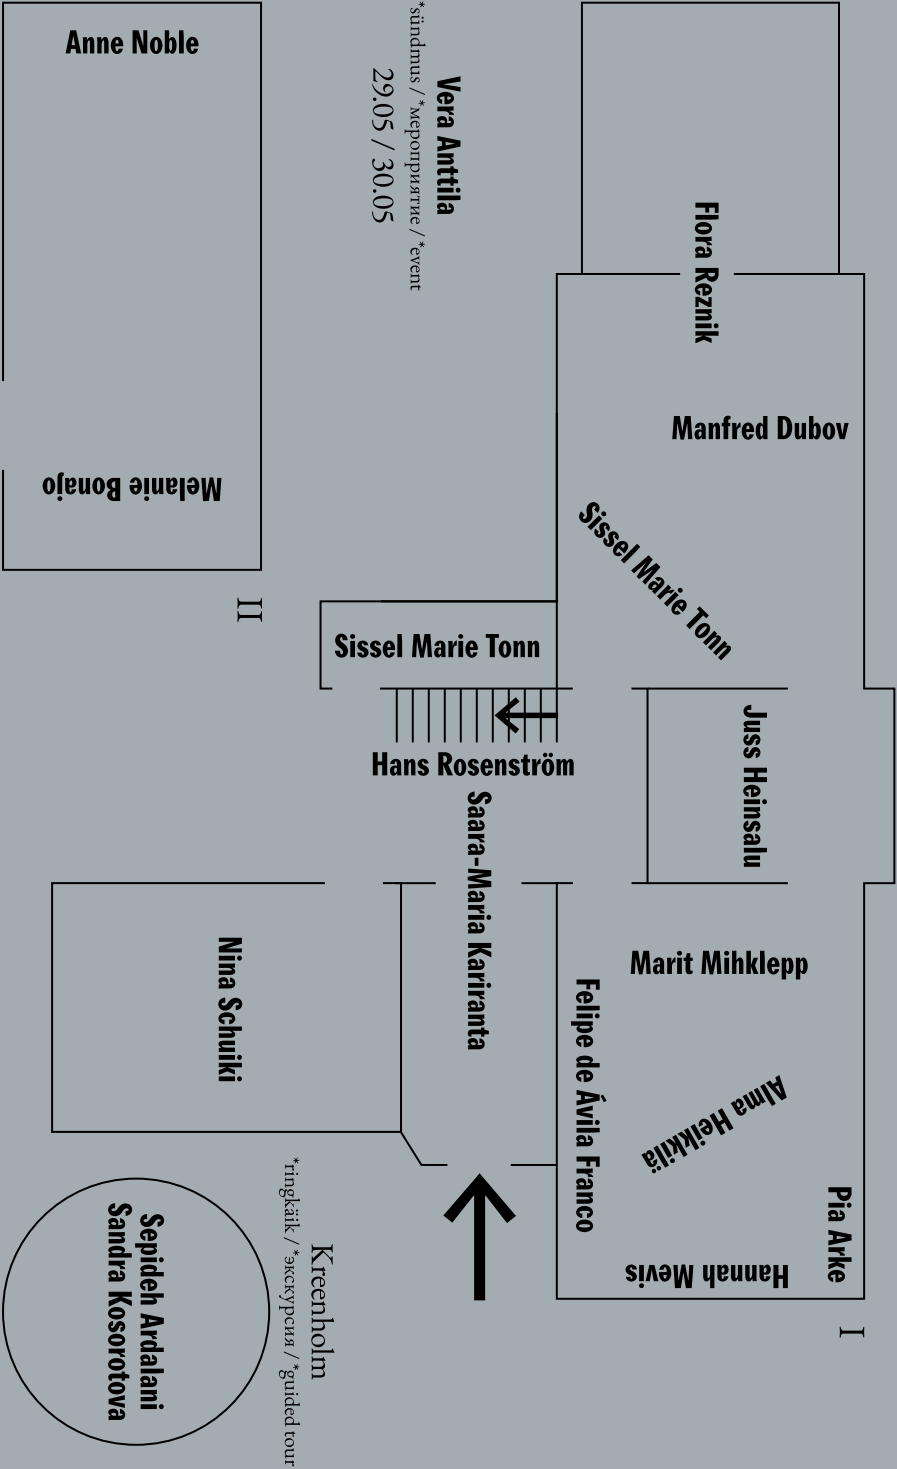 Anne Noble
Vera Anttila
*sündmus / *мероприятие / *event
29.05 / 30.05
Flora Reznik
Manfred Dubov
Melanie Bonajo
Sissel Marie Tonn
II
Sissel Marie Tonn
Juss Heinsalu
Hans Rosenström
Saara-Maria Kariranta
Nina Schuiki
Marit Mihklepp
Felipe de Ávila Franco
Alma Heikkilä
Pia Arke
Hannah Mevis
I
Kreenholm
*ringkäik / *экскурсия / *guided tour
Sepideh Ardalani
Sandra Kosorotova